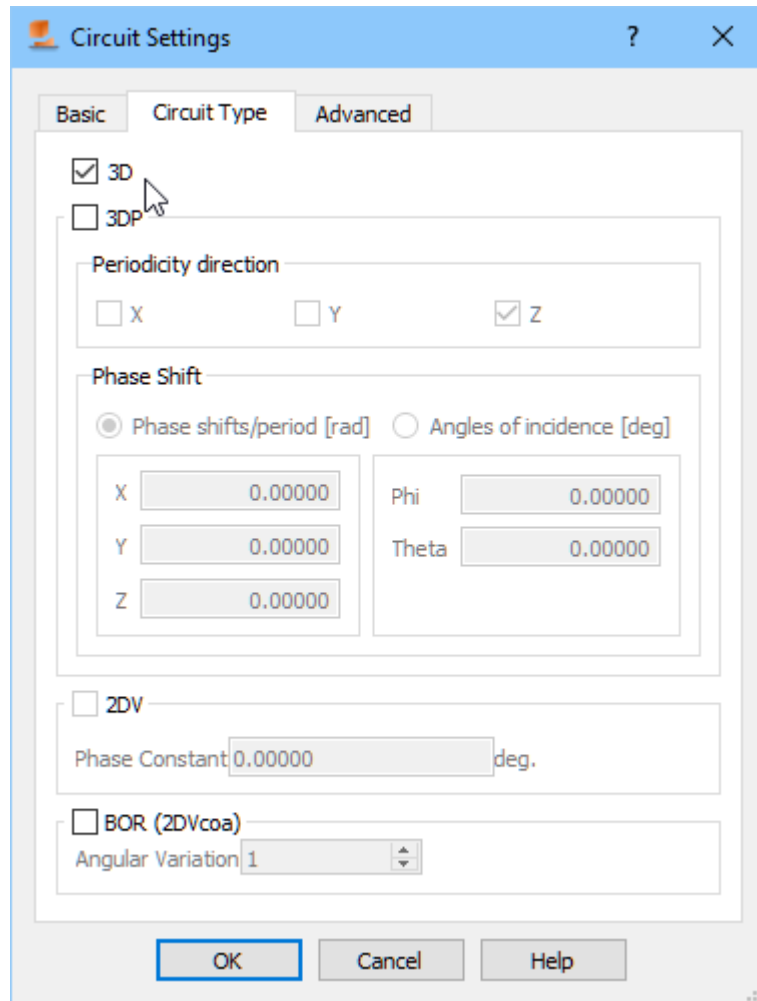 Circuit Settings ?
Basic Circuit Type Advanced
3D
3DP
Periodicity direction
X Y Z
Phase Shift
Phase shifts/period [rad] Angles of incidence [deg]
X 0.00000 Phi 0.00000
Y 0.00000 Theta 0.00000
Z 0.00000
2DV
Phase Constant 0.00000 deg.
BOR (2DVcoa)
Angular Variation 1
OK Cancel Help